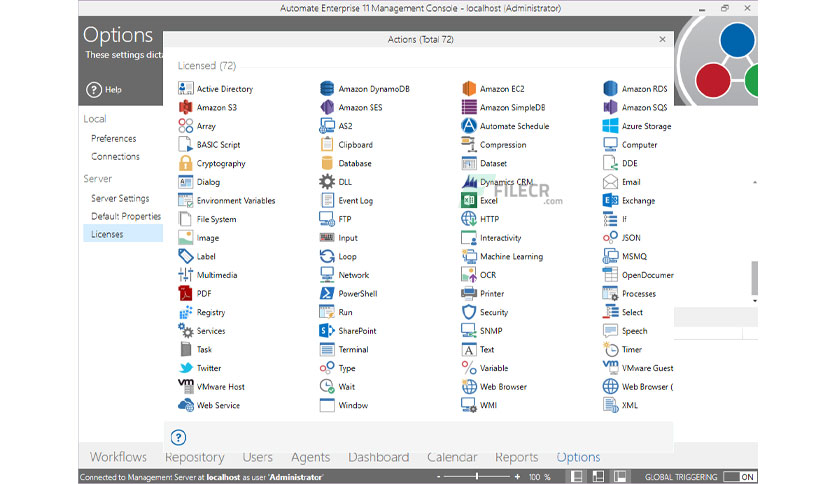 Automate Enterprise 11 Management Console - localhost (Administrator)
Options
These settings dicta
Help
Local
Preferences
Connections
Server
Server Settings
Default Properties
Licenses
Actions (Total 72)
Licensed (72)
Active Directory Amazon DynamoDB Amazon EC2 Amazon RDS
Amazon S3 Amazon SES Amazon SimpleDB Amazon SQS
Array AS2 Automate Schedule Azure Storage
BASIC Script Clipboard Compression Computer
Cryptography Database Dataset DDE
Dialog DLL Dynamics CRM Email
Environment Variables Event Log Excel Exchange
FILECR
.com
File System FTP HTTP If
Image Input Interactivity JSON
Label Loop Machine Learning MSMQ
Multimedia Network OCR OpenDocumen
PDF PowerShell Printer Processes
Registry Run Security Select
Services SharePoint SNMP Speech
Task Terminal Text Timer
Twitter Type Variable VMware Guest
VMware Host Wait Web Browser Web Browser (
Web Service Window WMI XML
Workflows Repository Users Agents Dashboard Calendar Reports Options
Connected to Management Server at localhost as user 'Administrator' - + 100 % GLOBAL TRIGGERING ON